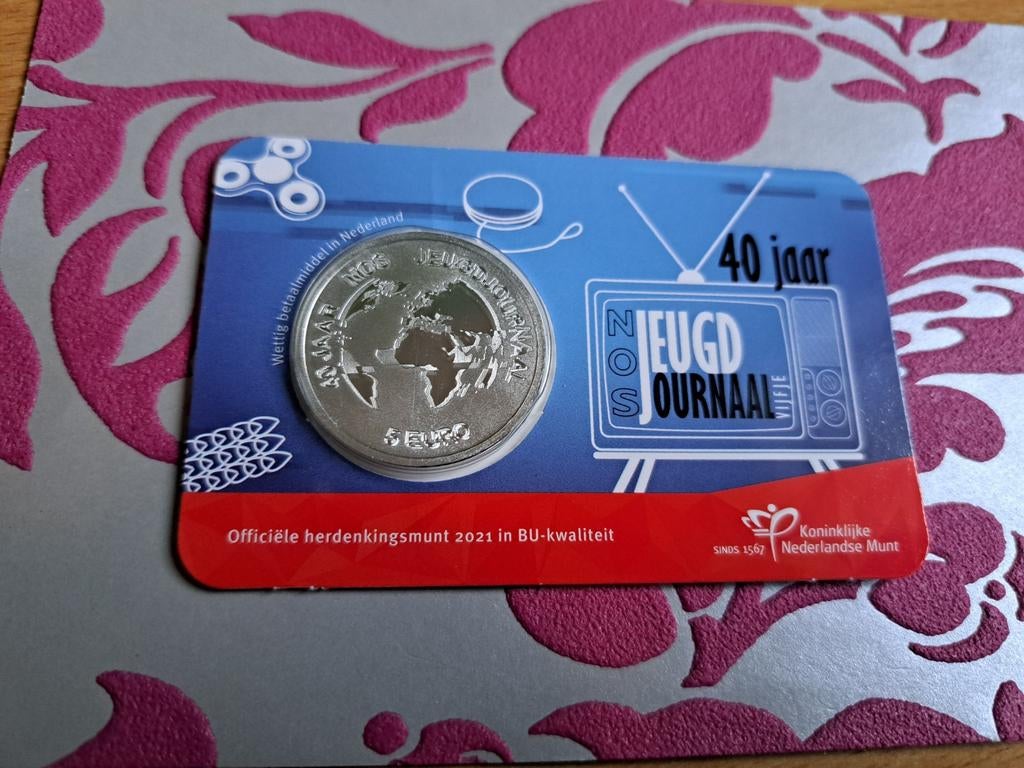 Wettig betaalmiddel in Nederland
40 JAAR NOS JEUGDJOURNAAL
5 EURO
40 jaar
NOS
JEUGD
JOURNAAL
VIJFJE
Officiële herdenkingsmunt 2021 in BU-kwaliteit
SINDS 1567
Koninklijke
Nederlandse Munt